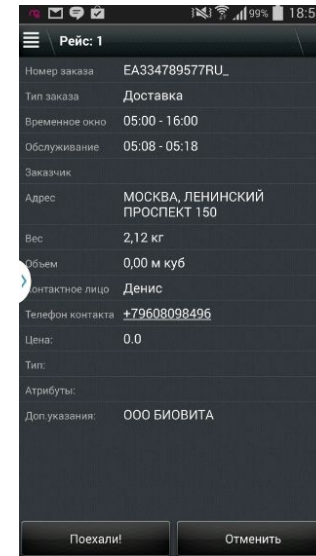 99% 18:5
Рейс: 1
Номер заказа EA334789577RU_
Тип заказа Доставка
Временное окно 05:00 - 16:00
Обслуживание 05:08 - 05:18
Заказчик
Адрес МОСКВА, ЛЕНИНСКИЙ
ПРОСПЕКТ 150
Вес 2,12 кг
Объем 0,00 м куб
контактное лицо Денис
Телефон контакта +79608098496
Цена: 0.0
Тип:
Атрибуты:
Доп.указания: ООО БИОВИТА
Поехали! Отменить